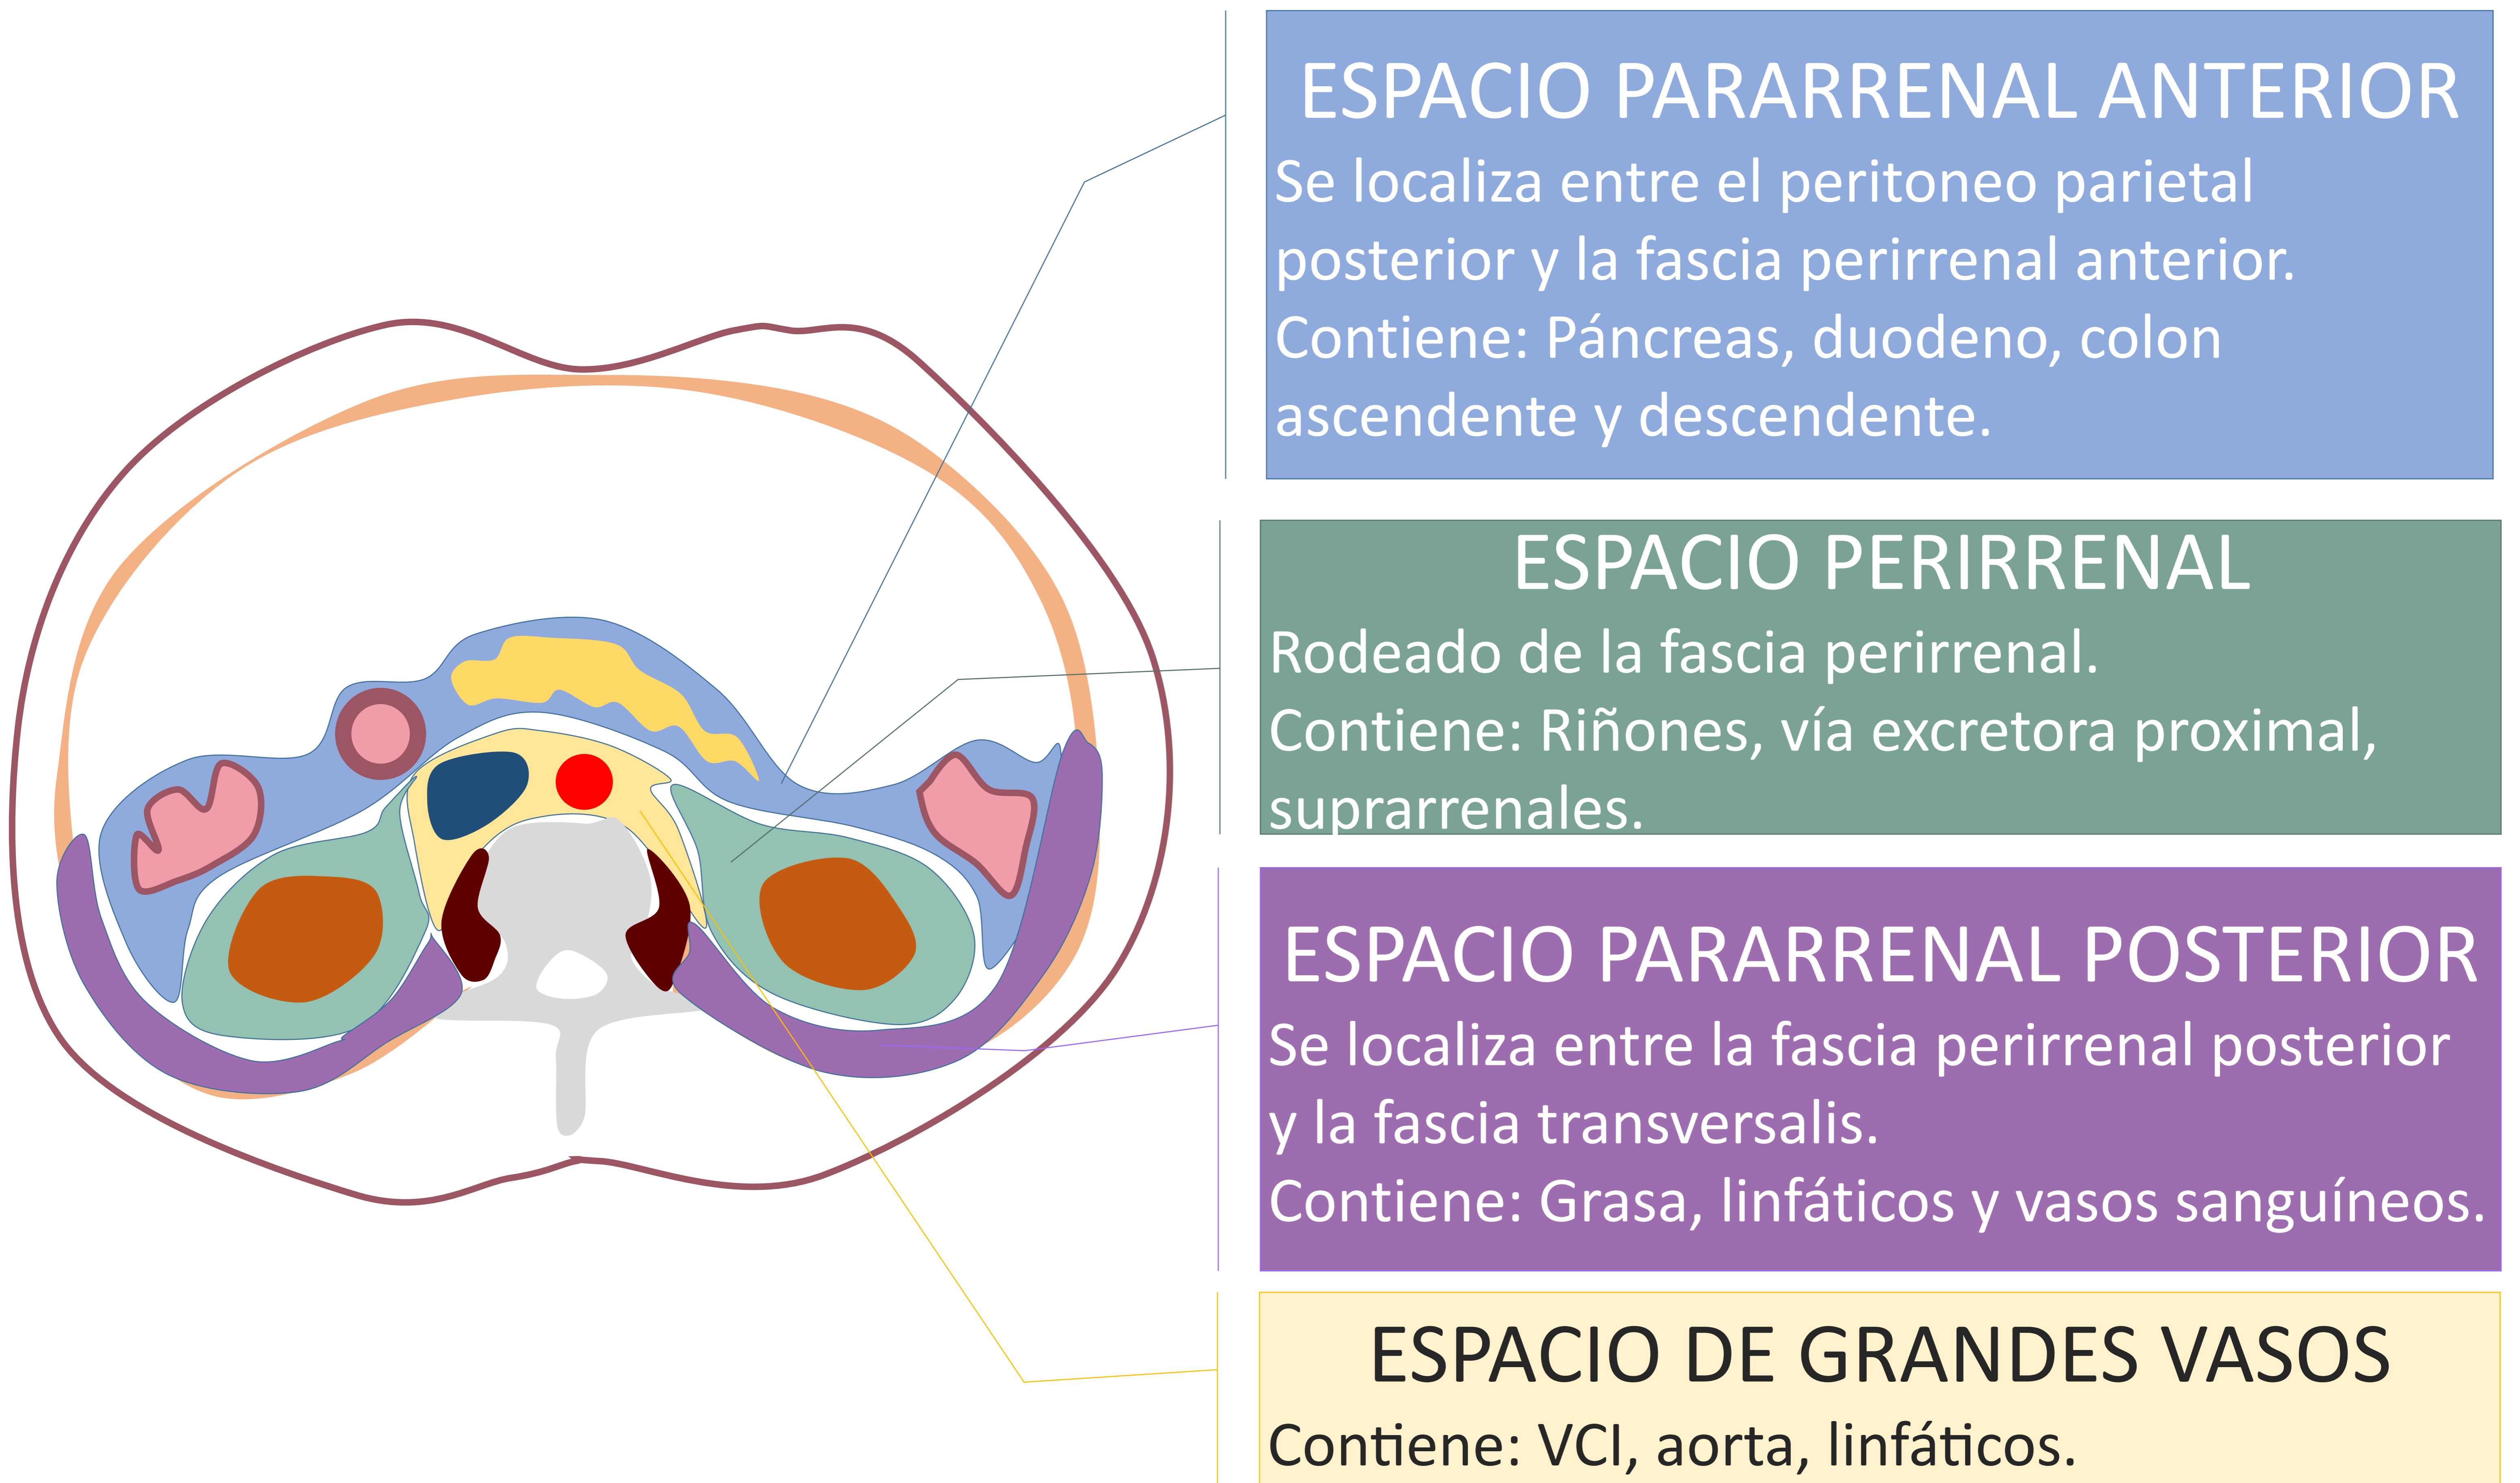 ESPACIO PARARRENAL ANTERIOR
Se localiza entre el peritoneo parietal
posterior y la fascia perirrenal anterior.
Contiene: Páncreas, duodeno, colon
ascendente y descendente.
ESPACIO PERIRRENAL
Rodeado de la fascia perirrenal.
Contiene: Riñones, vía excretora proximal,
suprarrenales.
ESPACIO PARARRENAL POSTERIOR
Se localiza entre la fascia perirrenal posterior
y la fascia transversalis.
Contiene: Grasa, linfáticos y vasos sanguíneos.
ESPACIO DE GRANDES VASOS
Contiene: VCI, aorta, linfáticos.